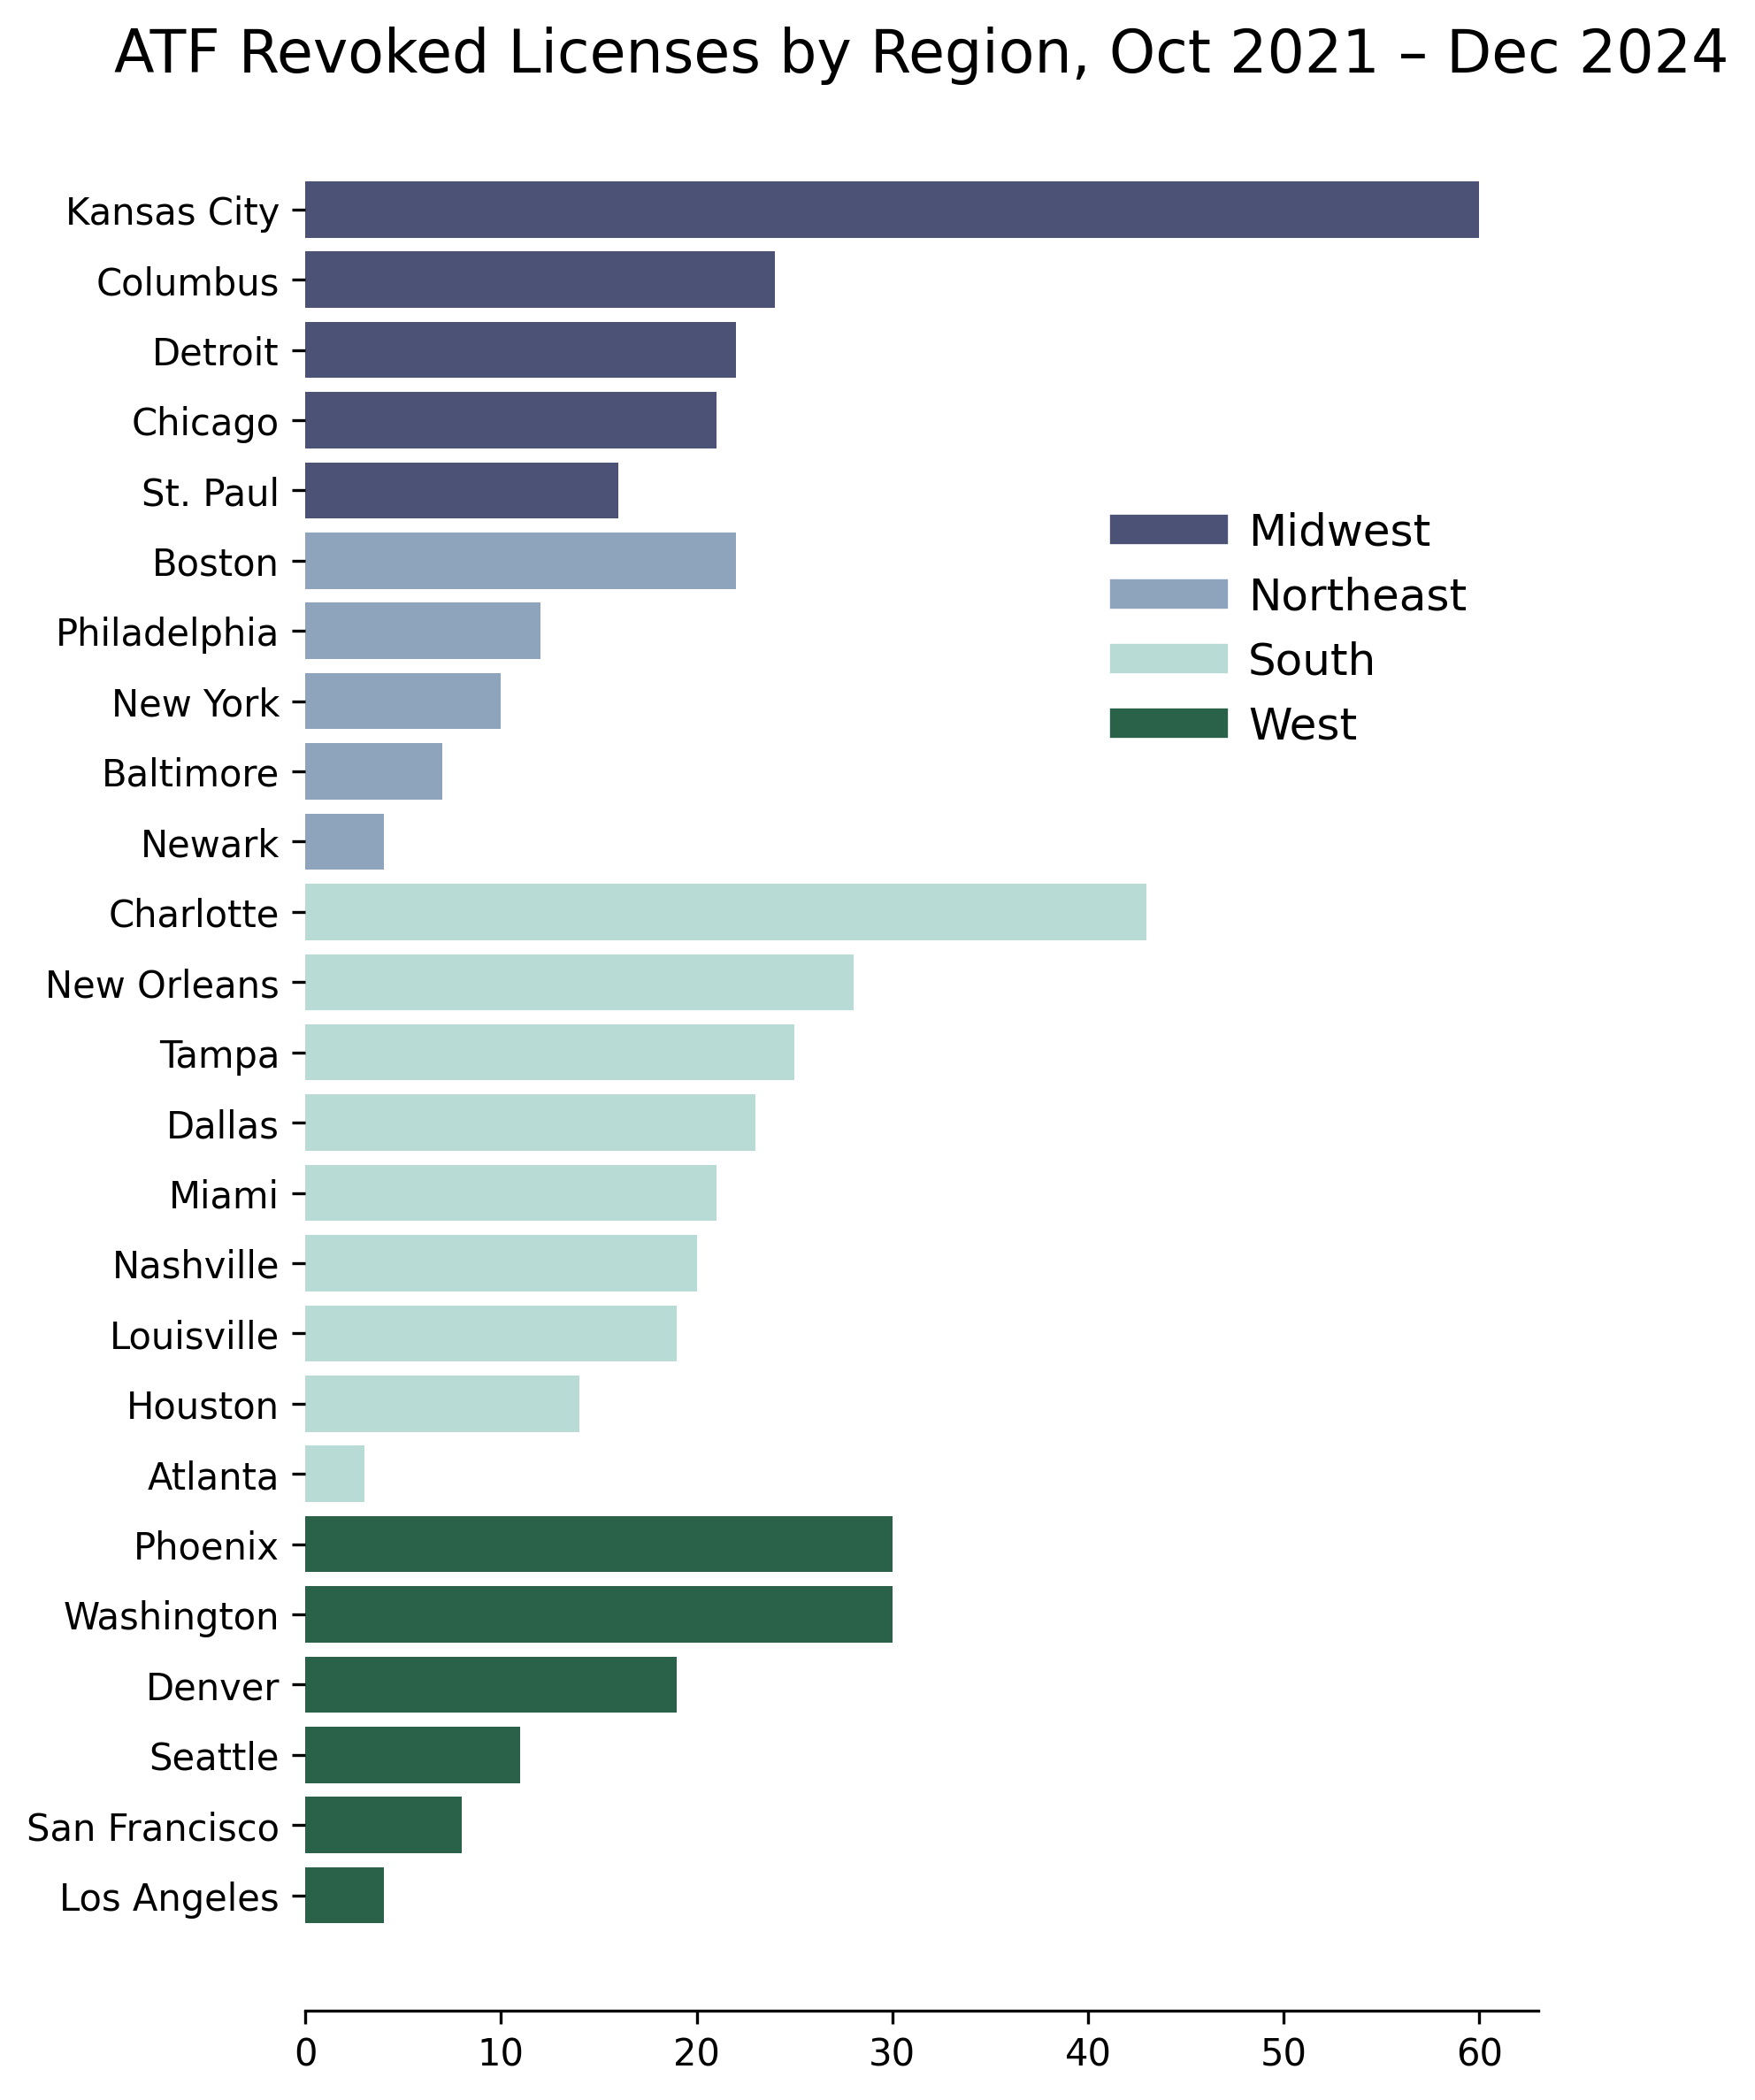 ATF Revoked Licenses by Region, Oct 2021 – Dec 2024
Kansas City
Columbus
Detroit
Chicago
St. Paul
Boston
Philadelphia
New York
Baltimore
Newark
Charlotte
New Orleans
Tampa
Dallas
Miami
Nashville
Louisville
Houston
Atlanta
Phoenix
Washington
Denver
Seattle
San Francisco
Los Angeles
Midwest
Northeast
South
West
0 10 20 30 40 50 60